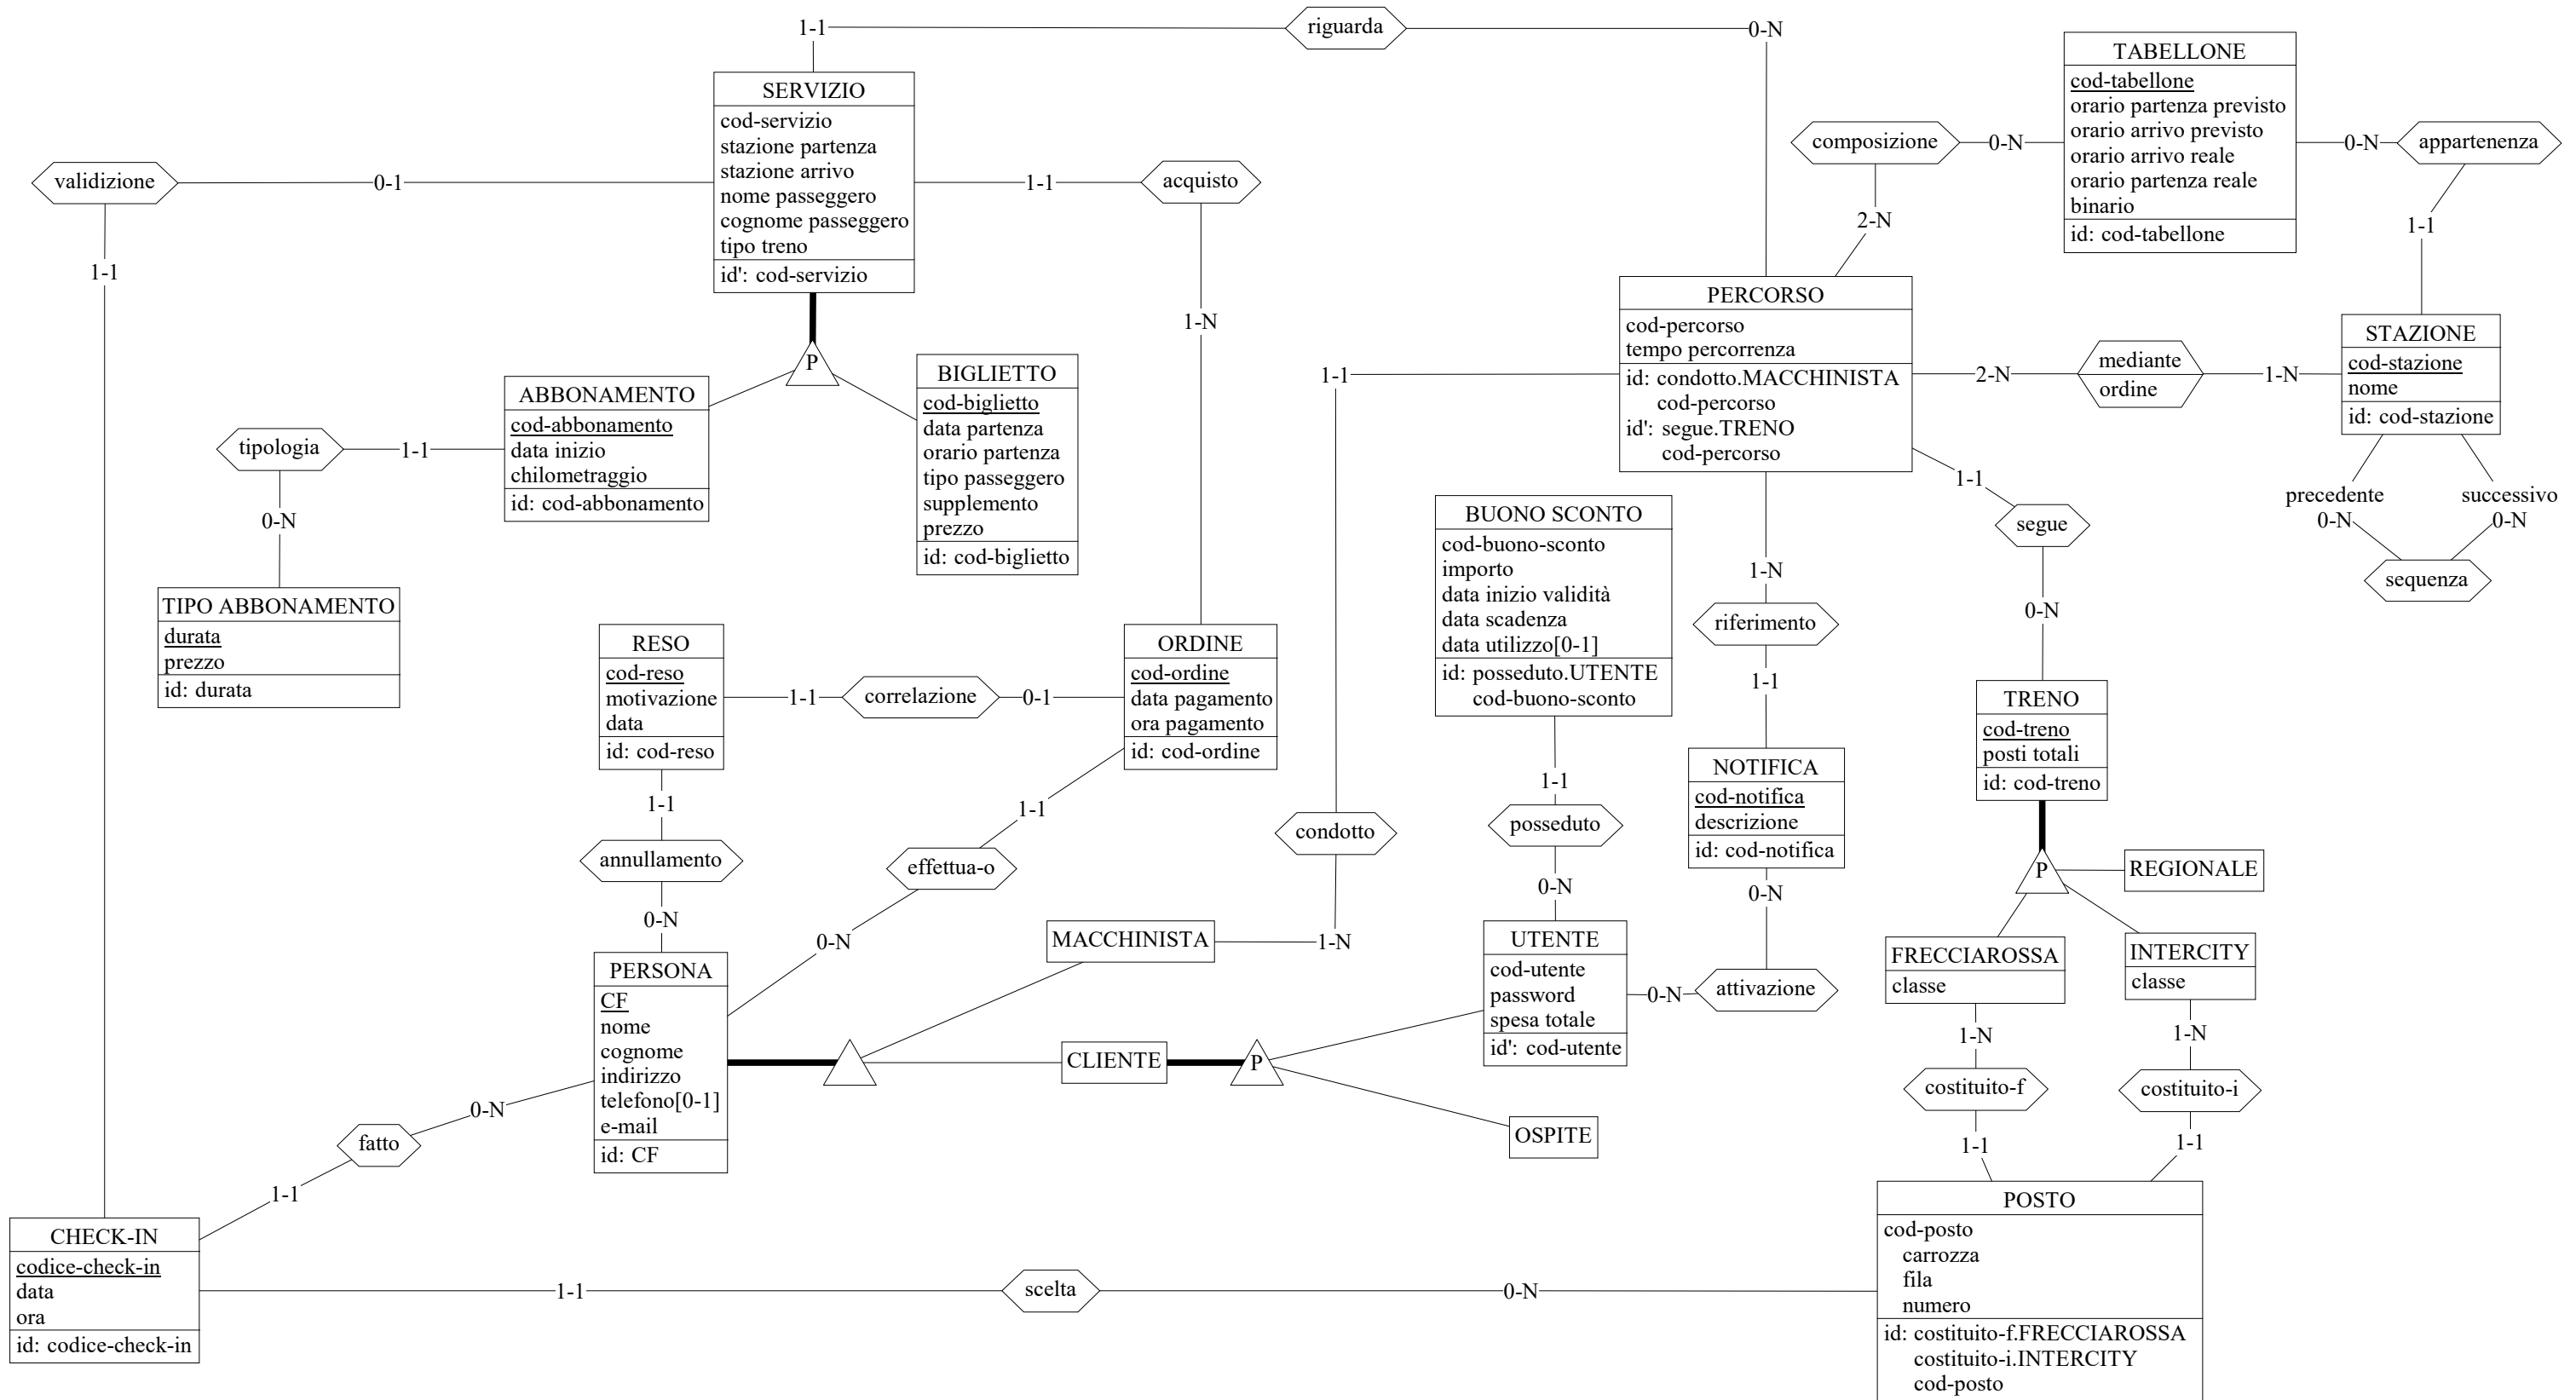 1-1
riguarda
0-N
SERVIZIO
cod-servizio
stazione partenza
stazione arrivo
nome passeggero
cognome passeggero
tipo treno
id': cod-servizio
validizione
0-1
1-1
1-1
acquisto
1-N
TABELLONE
cod-tabellone
orario partenza previsto
orario arrivo previsto
orario arrivo reale
orario partenza reale
binario
id: cod-tabellone
composizione
0-N
2-N
0-N
appartenenza
1-1
PERCORSO
cod-percorso
tempo percorrenza
id: condotto.MACCHINISTA
cod-percorso
id': segue.TRENO
cod-percorso
2-N
mediante
ordine
1-N
STAZIONE
cod-stazione
nome
id: cod-stazione
precedente
0-N
successivo
0-N
sequenza
P
ABBONAMENTO
cod-abbonamento
data inizio
chilometraggio
id: cod-abbonamento
BIGLIETTO
cod-biglietto
data partenza
orario partenza
tipo passeggero
supplemento
prezzo
id: cod-biglietto
tipologia
1-1
0-N
TIPO ABBONAMENTO
durata
prezzo
id: durata
1-1
BUONO SCONTO
cod-buono-sconto
importo
data inizio validità
data scadenza
data utilizzo[0-1]
id: posseduto.UTENTE
cod-buono-sconto
1-N
riferimento
1-1
1-1
segue
0-N
RESO
cod-reso
motivazione
data
id: cod-reso
1-1
correlazione
0-1
ORDINE
cod-ordine
data pagamento
ora pagamento
id: cod-ordine
TRENO
cod-treno
posti totali
id: cod-treno
NOTIFICA
cod-notifica
descrizione
id: cod-notifica
1-1
annullamento
0-N
1-1
effettua-o
0-N
condotto
1-N
1-1
posseduto
0-N
0-N
P
REGIONALE
MACCHINISTA
UTENTE
cod-utente
password
spesa totale
id': cod-utente
0-N
attivazione
FRECCIAROSSA
classe
INTERCITY
classe
PERSONA
CF
nome
cognome
indirizzo
telefono[0-1]
e-mail
id: CF
CLIENTE
P
OSPITE
1-N
costituito-f
1-1
1-N
costituito-i
1-1
0-N
fatto
1-1
CHECK-IN
codice-check-in
data
ora
id: codice-check-in
1-1
scelta
0-N
POSTO
cod-posto
carrozza
fila
numero
id: costituito-f.FRECCIAROSSA
costituito-i.INTERCITY
cod-posto